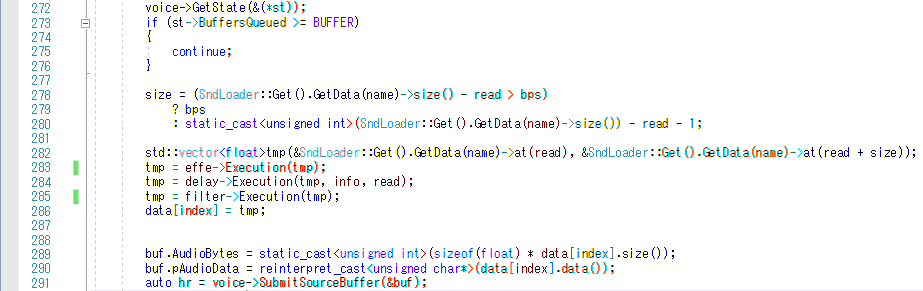 272 voice->GetState(&(*st));
273 if (st->BuffersQueued >= BUFFER)
274 {
275 continue;
276 }
277
278 size = (SndLoader::Get().GetData(name)->size() - read > bps)
279 ? bps
280 : static_cast<unsigned int>(SndLoader::Get().GetData(name)->size()) - read - 1;
281
282 std::vector<float>tmp(&SndLoader::Get().GetData(name)->at(read), &SndLoader::Get().GetData(name)->at(read + size));
283 tmp = effe->Execution(tmp);
284 tmp = delay->Execution(tmp, info, read);
285 tmp = filter->Execution(tmp);
286 data[index] = tmp;
287
288
289 buf.AudioBytes = static_cast<unsigned int>(sizeof(float) * data[index].size());
290 buf.pAudioData = reinterpret_cast<unsigned char*>(data[index].data());
291 auto hr = voice->SubmitSourceBuffer(&buf);